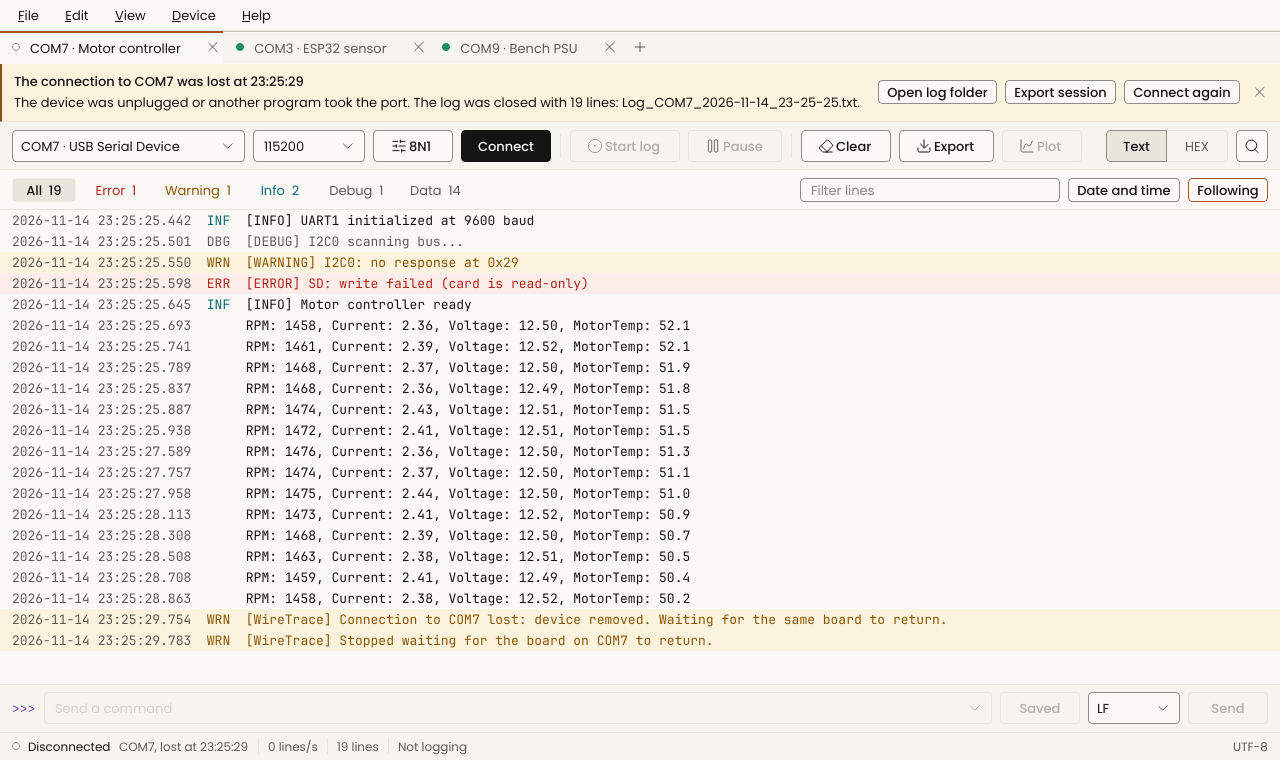 File Edit View Device Help
COM7 · Motor controller COM3 · ESP32 sensor COM9 · Bench PSU
The connection to COM7 was lost at 23:25:29
The device was unplugged or another program took the port. The log was closed with 19 lines: Log_COM7_2026-11-14_23-25-25.txt.
Open log folder Export session Connect again
COM7 · USB Serial Device 115200 8N1 Connect Start log Pause Clear Export Plot Text HEX
All 19 Error 1 Warning 1 Info 2 Debug 1 Data 14 Filter lines Date and time Following
2026-11-14 23:25:25.442 INF [INFO] UART1 initialized at 9600 baud
2026-11-14 23:25:25.501 DBG [DEBUG] I2C0 scanning bus...
2026-11-14 23:25:25.550 WRN [WARNING] I2C0: no response at 0x29
2026-11-14 23:25:25.598 ERR [ERROR] SD: write failed (card is read-only)
2026-11-14 23:25:25.645 INF [INFO] Motor controller ready
2026-11-14 23:25:25.693 RPM: 1458, Current: 2.36, Voltage: 12.50, MotorTemp: 52.1
2026-11-14 23:25:25.741 RPM: 1461, Current: 2.39, Voltage: 12.52, MotorTemp: 52.1
2026-11-14 23:25:25.789 RPM: 1468, Current: 2.37, Voltage: 12.50, MotorTemp: 51.9
2026-11-14 23:25:25.837 RPM: 1468, Current: 2.36, Voltage: 12.49, MotorTemp: 51.8
2026-11-14 23:25:25.887 RPM: 1474, Current: 2.43, Voltage: 12.51, MotorTemp: 51.5
2026-11-14 23:25:25.938 RPM: 1472, Current: 2.41, Voltage: 12.51, MotorTemp: 51.5
2026-11-14 23:25:27.589 RPM: 1476, Current: 2.36, Voltage: 12.50, MotorTemp: 51.3
2026-11-14 23:25:27.757 RPM: 1474, Current: 2.37, Voltage: 12.50, MotorTemp: 51.1
2026-11-14 23:25:27.958 RPM: 1475, Current: 2.44, Voltage: 12.50, MotorTemp: 51.0
2026-11-14 23:25:28.113 RPM: 1473, Current: 2.41, Voltage: 12.52, MotorTemp: 50.9
2026-11-14 23:25:28.308 RPM: 1468, Current: 2.39, Voltage: 12.50, MotorTemp: 50.7
2026-11-14 23:25:28.508 RPM: 1463, Current: 2.38, Voltage: 12.51, MotorTemp: 50.5
2026-11-14 23:25:28.708 RPM: 1459, Current: 2.41, Voltage: 12.49, MotorTemp: 50.4
2026-11-14 23:25:28.863 RPM: 1458, Current: 2.38, Voltage: 12.52, MotorTemp: 50.2
2026-11-14 23:25:29.754 WRN [WireTrace] Connection to COM7 lost: device removed. Waiting for the same board to return.
2026-11-14 23:25:29.783 WRN [WireTrace] Stopped waiting for the board on COM7 to return.
>>> Send a command Saved LF Send
Disconnected COM7, lost at 23:25:29 0 lines/s 19 lines Not logging UTF-8